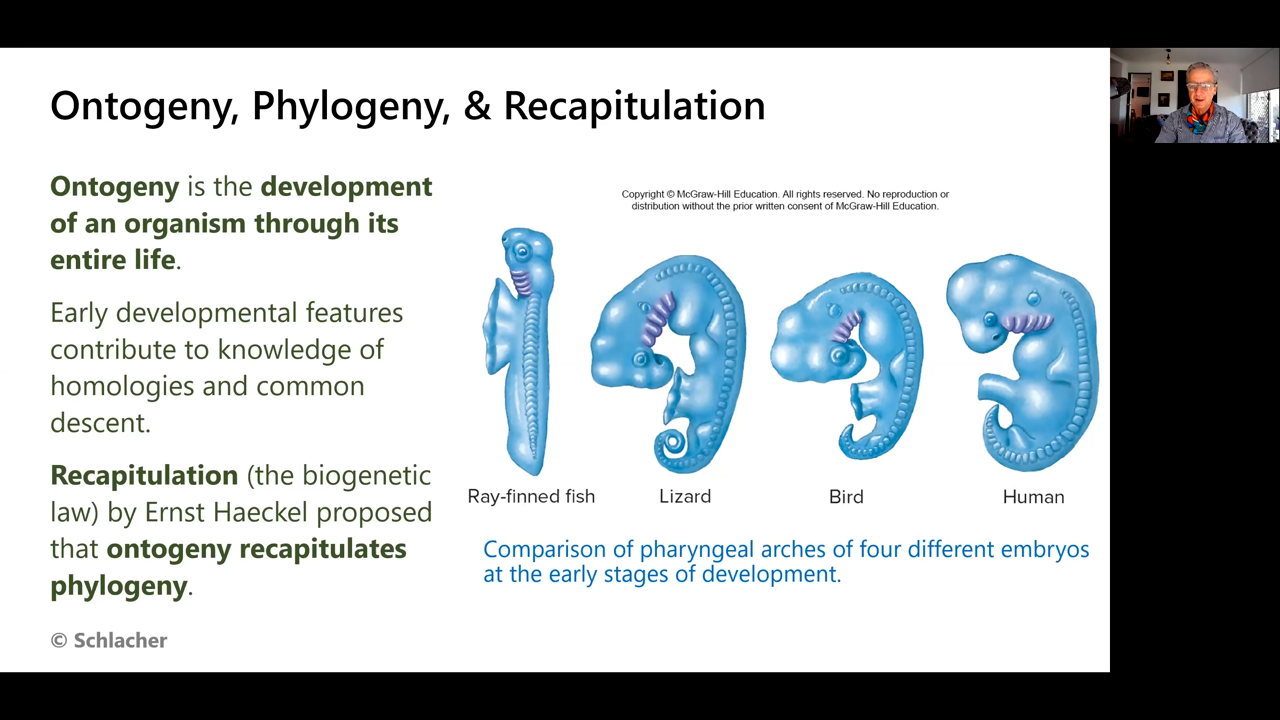 Ontogeny, Phylogeny, & Recapitulation
Ontogeny is the development
of an organism through its
entire life.
Early developmental features
contribute to knowledge of
homologies and common
descent.
Recapitulation (the biogenetic
law) by Ernst Haeckel proposed
that ontogeny recapitulates
phylogeny.
© Schlacher
Copyright © McGraw-Hill Education. All rights reserved. No reproduction or
distribution without the prior written consent of McGraw-Hill Education.
Ray-finned fish
Lizard
Bird
Human
Comparison of pharyngeal arches of four different embryos
at the early stages of development.